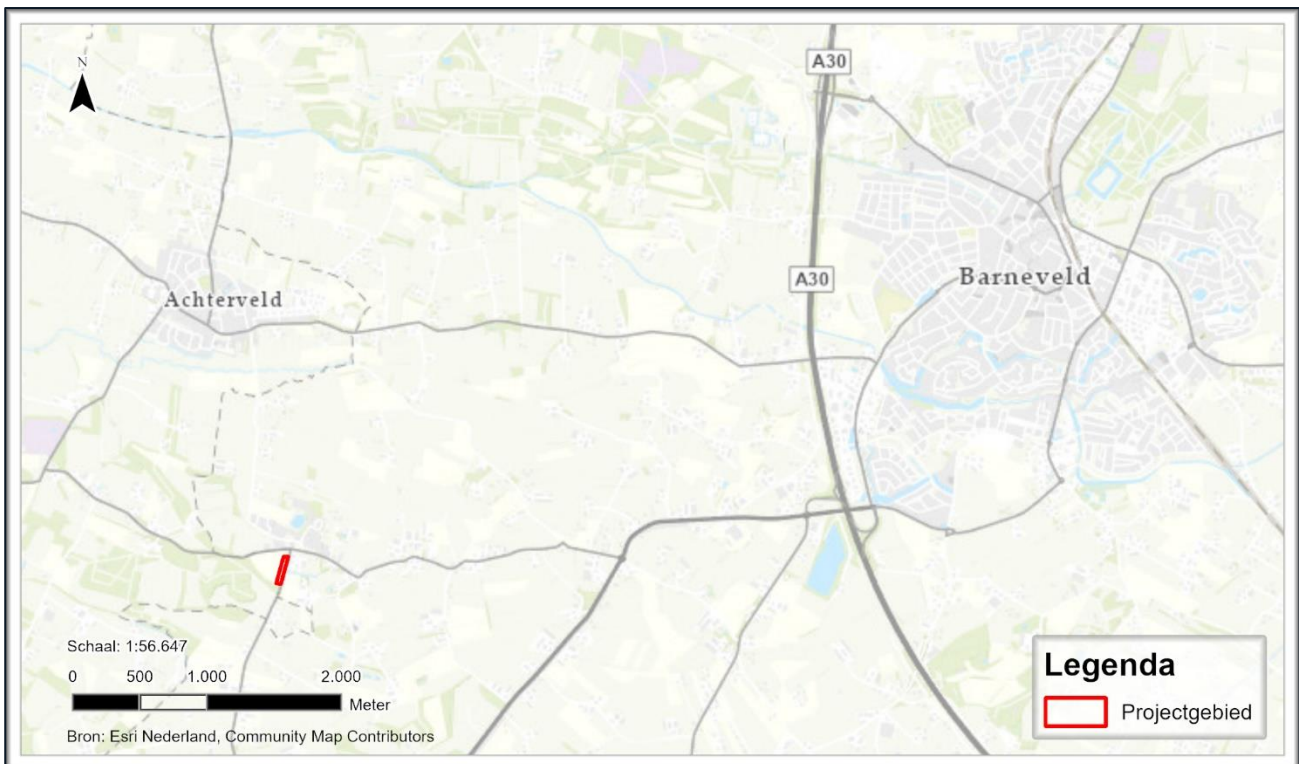 A30
N
A30
Barneveld
Achterveld
Schaal: 1:56.647
0 500 1.000 2.000
Meter
Bron: Esri Nederland, Community Map Contributors
Legenda
Projectgebied